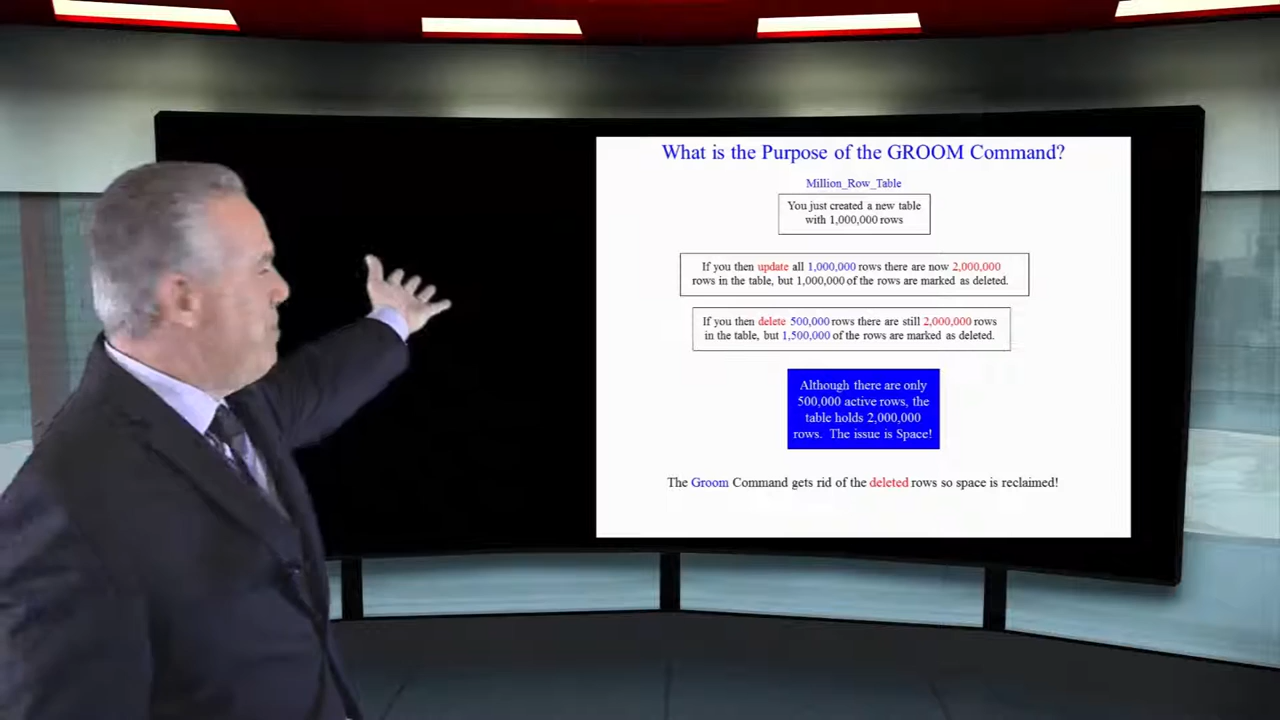 What is the Purpose of the GROOM Command?
Million_Row_Table
You just created a new table
with 1,000,000 rows
If you then update all 1,000,000 rows there are now 2,000,000
rows in the table, but 1,000,000 of the rows are marked as deleted.
If you then delete 500,000 rows there are still 2,000,000 rows
in the table, but 1,500,000 of the rows are marked as deleted.
Although there are only
500,000 active rows, the
table holds 2,000,000
rows. The issue is Space!
The Groom Command gets rid of the deleted rows so space is reclaimed!